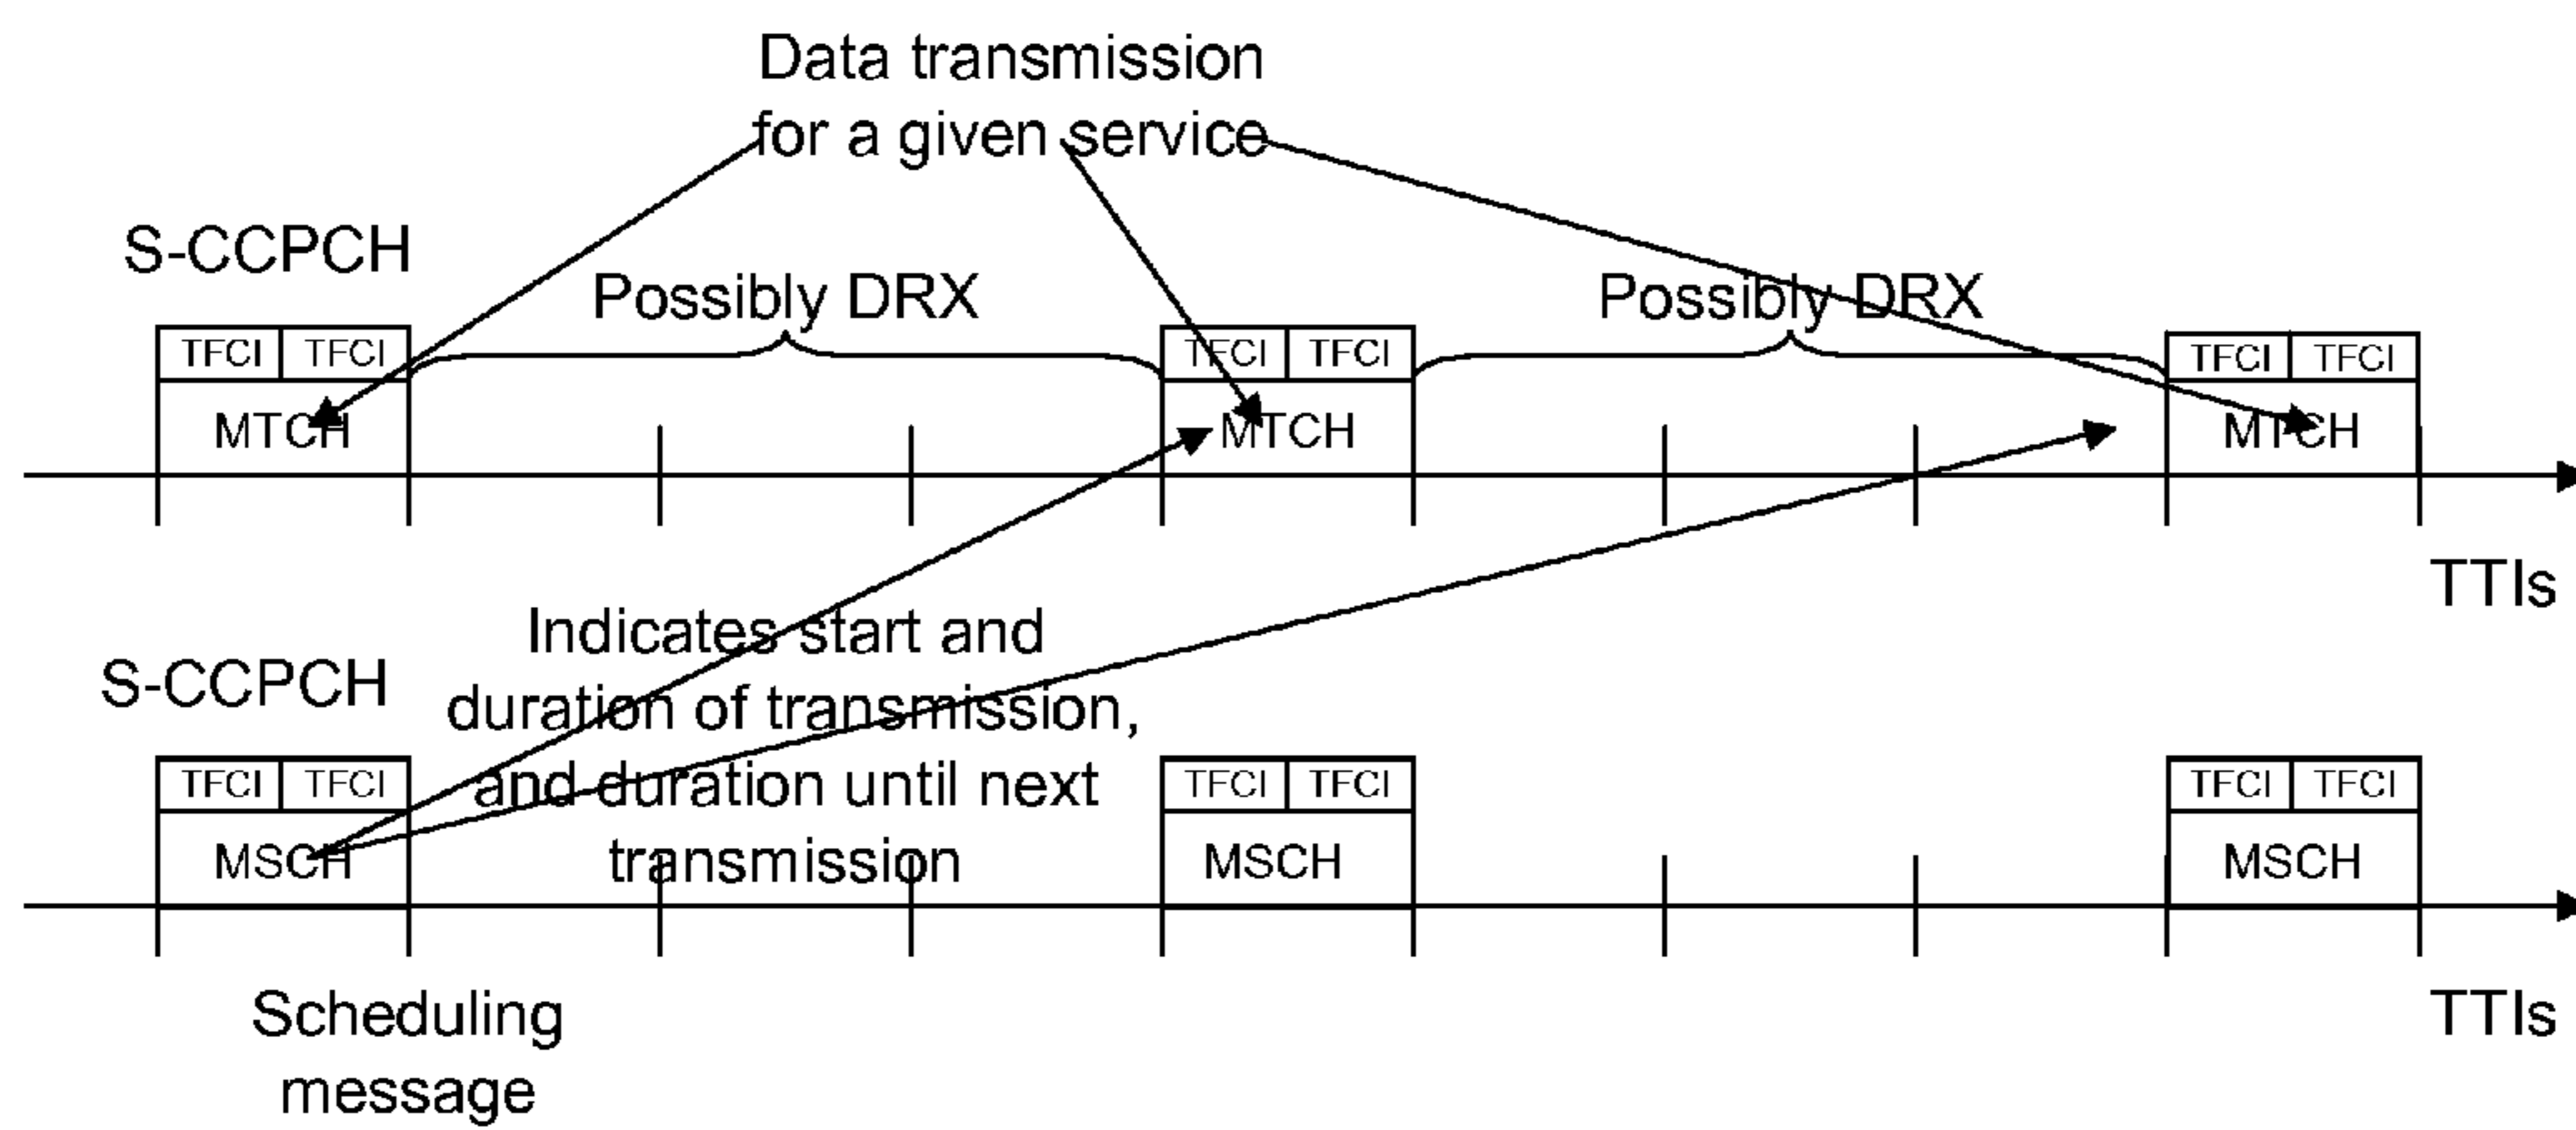 Data transmission
for a given service
S-CCPCH
Possibly DRX
Possibly DRX
TFCI TFCI
TFCI TFCI
TFCI TFCI
MTCH
MTCH
MTCH
TTIs
Indicates start and
duration of transmission,
and duration until next
transmission
S-CCPCH
TFCI TFCI
TFCI TFCI
TFCI TFCI
MSCH
MSCH
MSCH
Scheduling
message
TTIs